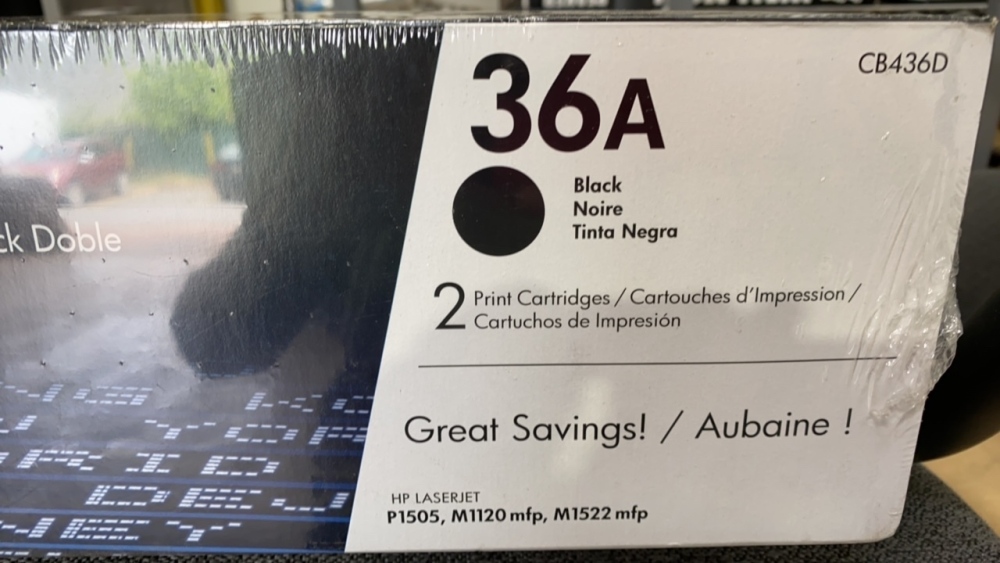 CB436D
36A
Black
Noire
Tinta Negra
ck Doble
2 Print Cartridges / Cartouches d'Impression /
Cartuchos de Impresión
Great Savings! / Aubaine !
HP LASERJET
P1505, M1120 mfp, M1522 mfp